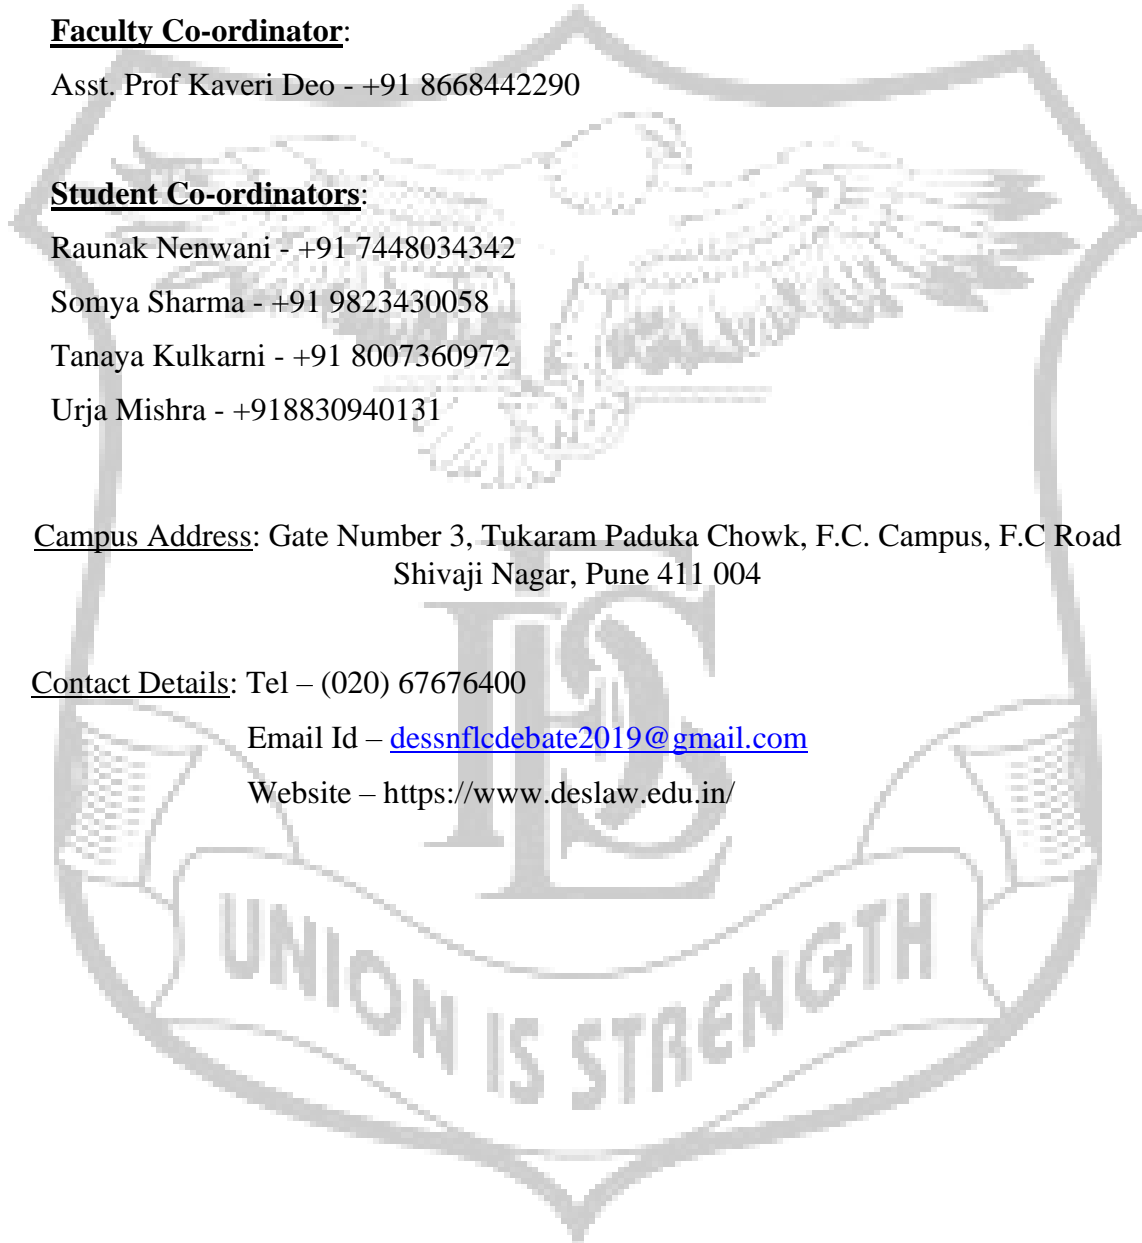 Faculty Co-ordinator:
Asst. Prof Kaveri Deo - +91 8668442290
Student Co-ordinators:
Raunak Nenwani - +91 7448034342
Somya Sharma - +91 9823430058
Tanaya Kulkarni - +91 8007360972
Urja Mishra - +918830940131
Campus Address: Gate Number 3, Tukaram Paduka Chowk, F.C. Campus, F.C Road
Shivaji Nagar, Pune 411 004
Contact Details: Tel – (020) 67676400
Email Id – dessnflcdebate2019@gmail.com
Website – https://www.deslaw.edu.in/
DES
UNION IS STRENGTH